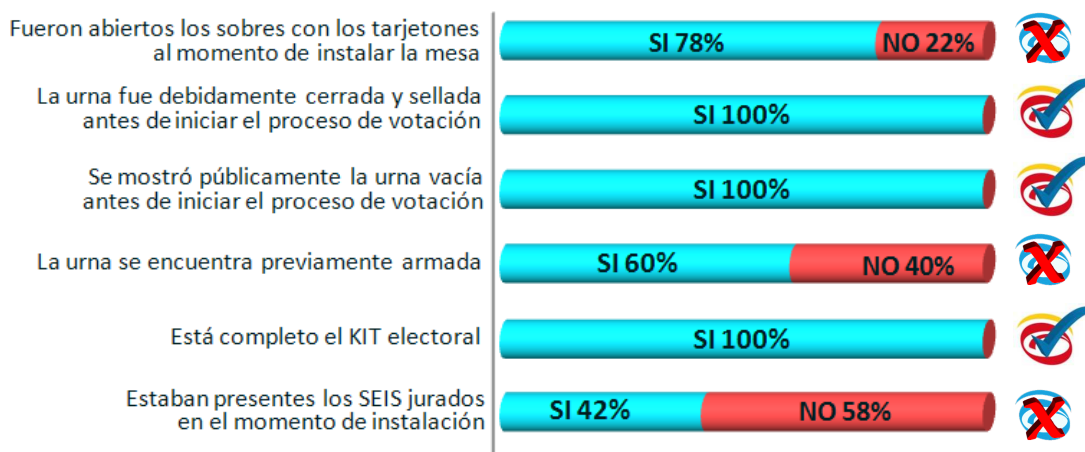 Fueron abiertos los sobres con los tarjetones
al momento de instalar la mesa
SI 78%
NO 22%
La urna fue debidamente cerrada y sellada
antes de iniciar el proceso de votación
SI 100%
Se mostró públicamente la urna vacía
antes de iniciar el proceso de votación
SI 100%
La urna se encuentra previamente armada
SI 60%
NO 40%
Está completo el KIT electoral
SI 100%
Estaban presentes los SEIS jurados
en el momento de instalación
SI 42%
NO 58%